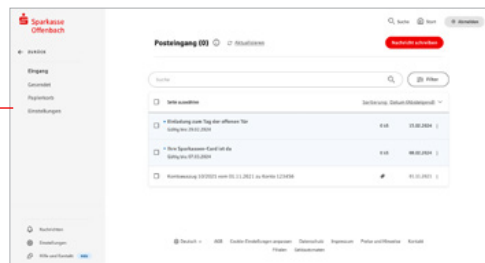 Sparkasse
Offenbach
Suche
Start
Abmelden
ZURÜCK
Posteingang (0)
Aktualisieren
Nachricht schreiben
Eingang
Gesendet
Papierkorb
Einstellungen
Suche
Filter
Seite auswählen
Sortierung: Datum (Absteigend)
Einladung zum Tag der offenen Tür
Gültig bis 29.02.2024
0 kB
15.02.2024
Ihre Sparkassen-Card ist da
Gültig bis 07.03.2024
0 kB
08.02.2024
Kontoauszug 10/2021 vom 01.11.2021 zu Konto 123456
01.11.2021
Nachrichten
Einstellungen
Hilfe und Kontakt
Deutsch
AGB
Cookie-Einstellungen anpassen
Datenschutz
Impressum
Preise und Hinweise
Kontakt
Filialen
Geldautomaten